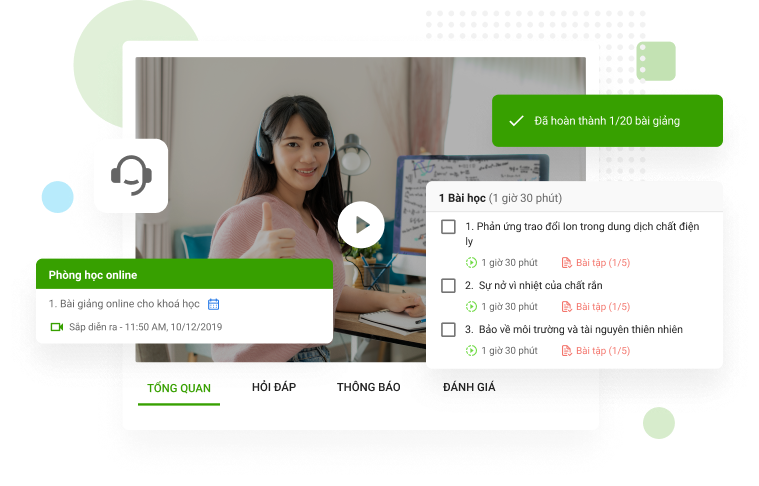 Đã hoàn thành 1/20 bài giảng
1 Bài học (1 giờ 30 phút)
1. Phản ứng trao đổi Ion trong dung dịch chất điện
ly
1 giờ 30 phút Bài tập (1/5)
2. Sự nở vì nhiệt của chất rắn
1 giờ 30 phút Bài tập (1/5)
3. Bảo về môi trường và tài nguyên thiên nhiên
1 giờ 30 phút Bài tập (1/5)
Phòng học online
1. Bài giảng online cho khoá học
Sắp diễn ra - 11:50 AM, 10/12/2019
TỔNG QUAN HỎI ĐÁP THÔNG BÁO ĐÁNH GIÁ